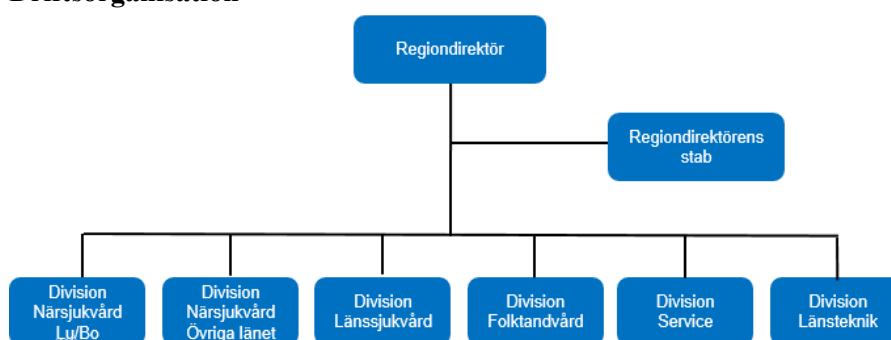 Driftsorganisation
Regiondirektör
Regiondirektörens
stab
Division
Närsjukvård
Lu/Bo
Division
Närsjukvård
Övriga länet
Division
Länssjukvård
Division
Folktandvård
Division
Service
Division
Länsteknik